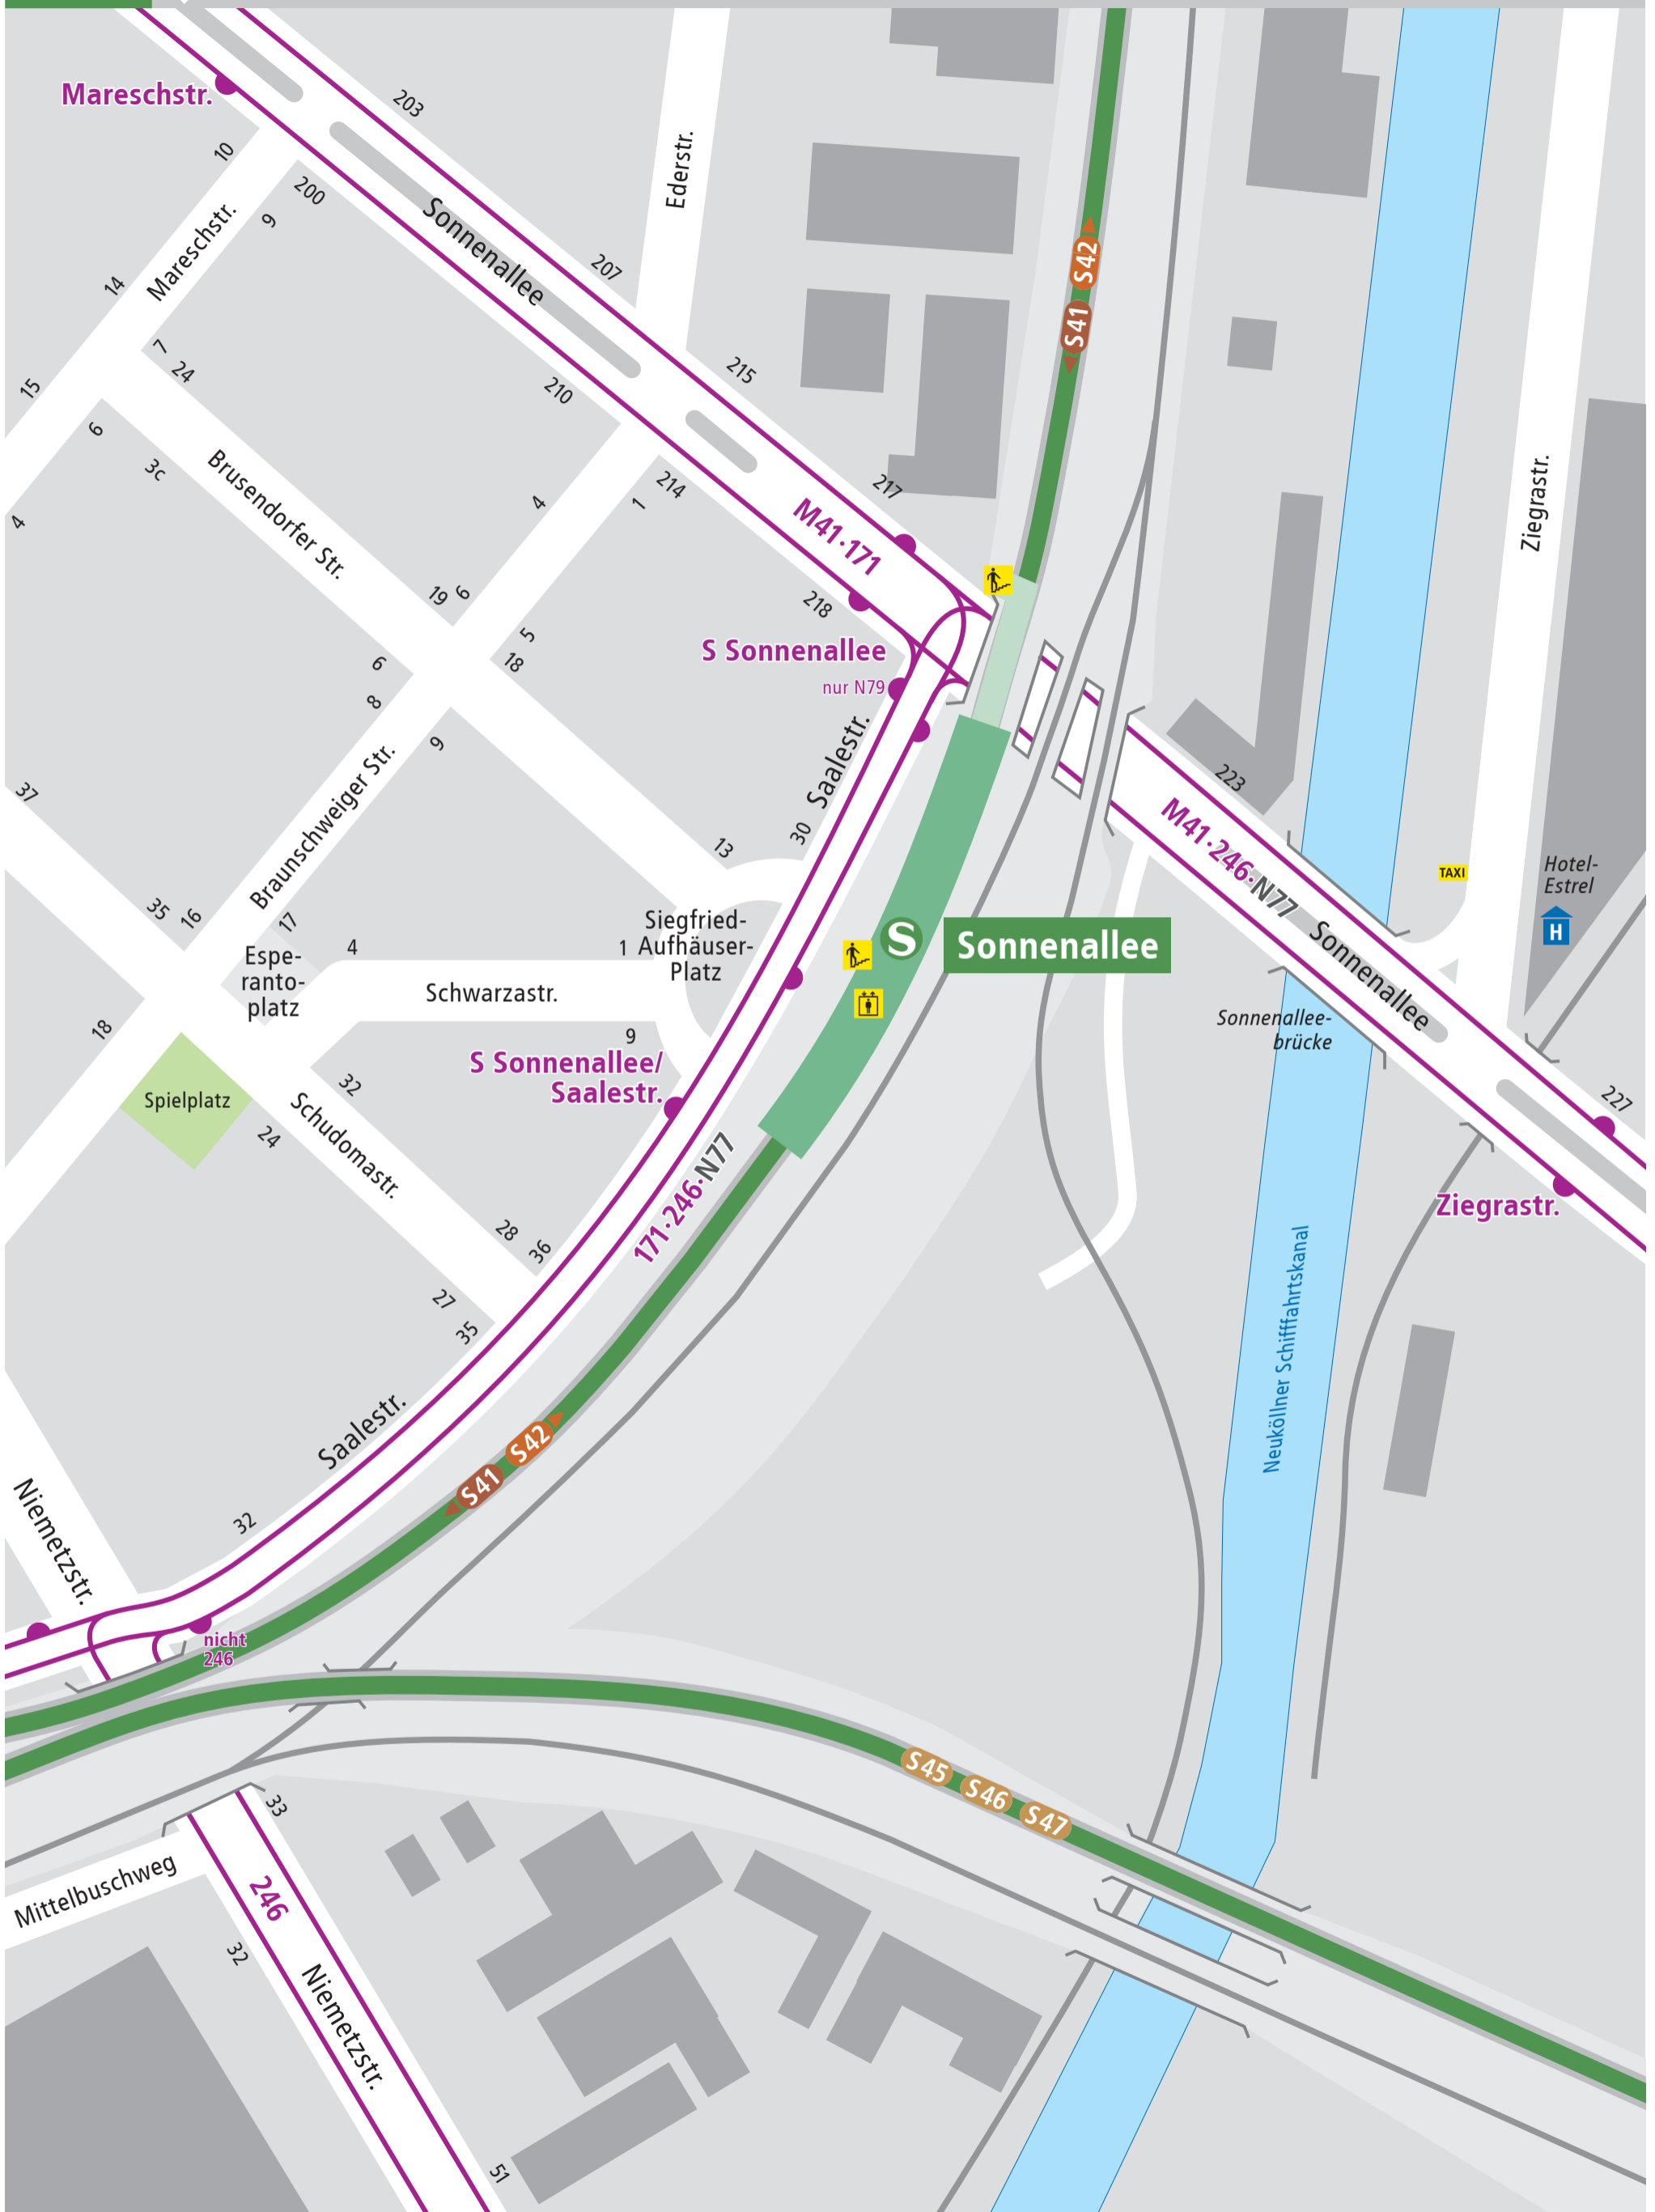 Mareschstr.
203
10
200
9
Mareschstr.
14
Sonnenallee
Ederstr.
207
S42
S41
7
24
15
210
215
6
3c
4
Brusendorfer Str.
4
1
214
217
M41·171
Ziegrastr.
19
6
218
5
18
6
8
S Sonnenallee
nur N79
Saalestr.
9
37
Braunschweiger Str.
30
13
223
M41·246·N77
Sonnenallee
TAXI
Hotel-
Estrel
H
35
16
17
4
Espe-
ranto-
platz
1
Siegfried-
Aufhäuser-
Platz
S
Sonnenallee
Schwarzastr.
18
9
Sonnenallee-
brücke
S Sonnenallee/
Saalestr.
Spielplatz
32
24
Schudomastr.
227
Ziegrastr.
171·246·N77
28
36
27
35
Neuköllner Schifffahrtskanal
Saalestr.
S42
S41
32
Niemetzstr.
nicht
246
S45
S46
S47
33
Mittelbuschweg
246
32
Niemetzstr.
51